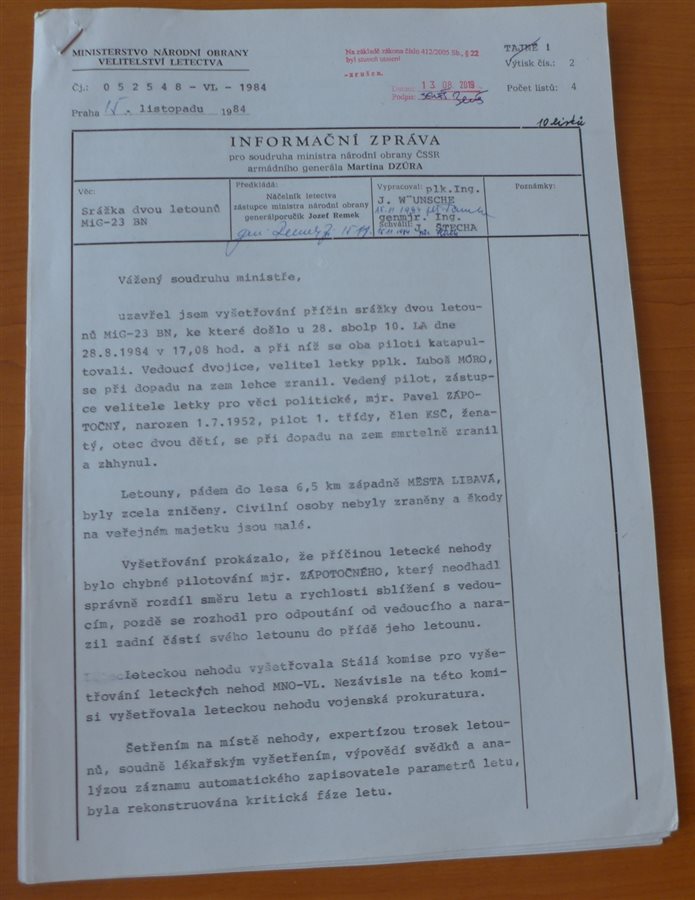 MINISTERSTVO NÁRODNÍ OBRANY
VELITELSTVÍ LETECTVA
Čj.: 052548-VL-1984
Praha 15. listopadu 1984
Na základě zákona číslo 412/2005 Sb., § 22
byl stupeň utajení
-ZRUŠEN.
Datum: 13 08. 2019
Podpis:
TAJNÉ 1
Výtisk čís.: 2
Počet listů: 4
10 listů
INFORMAČNÍ ZPRÁVA
pro soudruha ministra národní obrany ČSSR
armádního generála Martina DZÚRA
Věc:
Srážka dvou letounů
MiG-23 BN
Předkládá:
Náčelník letectva
zástupce ministra národní obrany
generálporučík Jozef Remek
Vypracoval: plk.Ing.
J. WÜNSCHE
15.11.1984
genmjr. Ing.
Schválil: J. ŠTECHA
15.11.1984
Poznámky:
Vážený soudruhu ministře,
uzavřel jsem vyšetřování příčin srážky dvou letou-
nů MiG-23 BN, ke které došlo u 28. sbolp 10. LA dne
28.8.1984 v 17,08 hod. a při níž se oba piloti katapul-
tovali. Vedoucí dvojice, velitel letky pplk. Ľuboš MÓRO,
se při dopadu na zem lehce zranil. Vedený pilot, zástup-
ce velitele letky pro věci politické, mjr. Pavel ZÁPO-
TOČNÝ, narozen 1.7.1952, pilot 1. třídy, člen KSČ, žena-
tý, otec dvou dětí, se při dopadu na zem smrtelně zranil
a zahynul.
Letouny, pádem do lesa 6,5 km západně MĚSTA LIBAVÁ,
byly zcela zničeny. Civilní osoby nebyly zraněny a škody
na veřejném majetku jsou malé.
Vyšetřování prokázalo, že příčinou letecké nehody
bylo chybné pilotování mjr. ZÁPOTOČNÉHO, který neodhadl
správně rozdíl směru letu a rychlosti sblížení s vedou-
cím, pozdě se rozhodl pro odpoutání od vedoucího a nara-
zil zadní částí svého letounu do přídě jeho letounu.
Leteckou nehodu vyšetřovala Stálá komise pro vyše-
třování leteckých nehod MNO-VL. Nezávisle na této komi-
si vyšetřovala leteckou nehodu vojenská prokuratura.
Šetřením na místě nehody, expertízou trosek letou-
nů, soudně lékařským vyšetřením, výpovědí svědků a ana-
lýzou záznamu automatického zapisovatele parametrů letu,
byla rekonstruována kritická fáze letu.